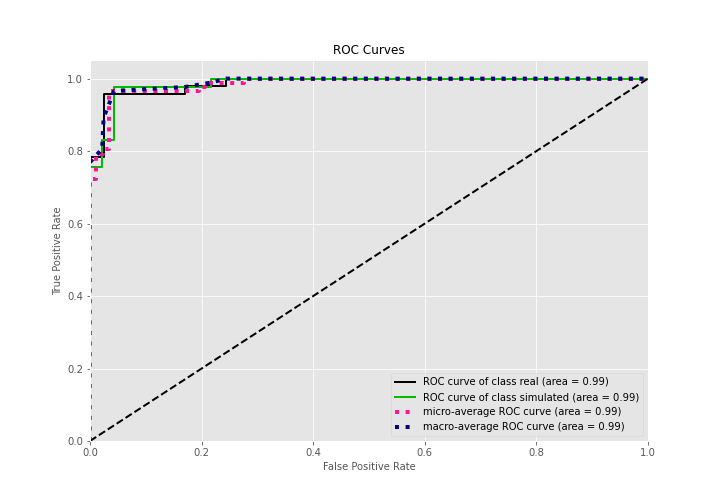 ROC Curves
True Positive Rate
1.0
0.8
0.6
0.4
0.2
0.0
0.0 0.2 0.4 0.6 0.8 1.0
False Positive Rate
ROC curve of class real (area = 0.99)
ROC curve of class simulated (area = 0.99)
micro-average ROC curve (area = 0.99)
macro-average ROC curve (area = 0.99)